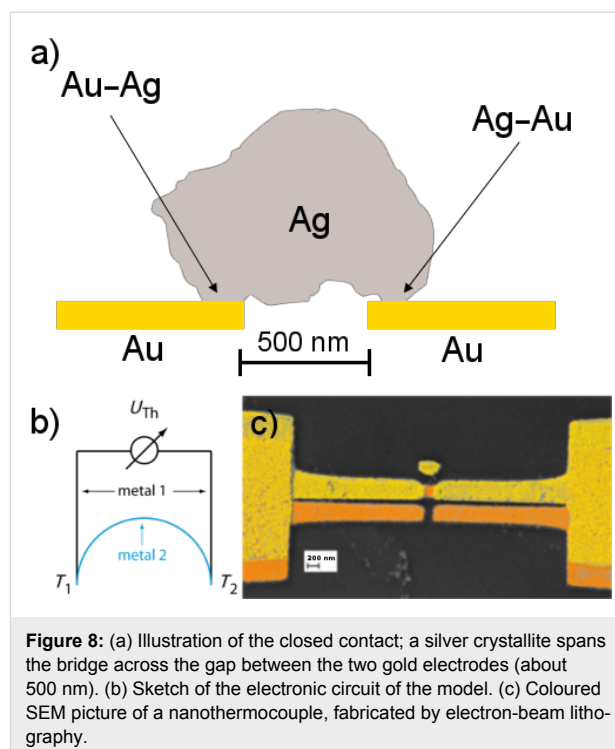 a)
Au–Ag
Ag–Au
Ag
Au
500 nm
Au
b)
U_Th
metal 1
metal 2
T_1
T_2
c)
200 nm
Figure 8: (a) Illustration of the closed contact; a silver crystallite spans
the bridge across the gap between the two gold electrodes (about
500 nm). (b) Sketch of the electronic circuit of the model. (c) Coloured
SEM picture of a nanothermocouple, fabricated by electron-beam litho-
graphy.